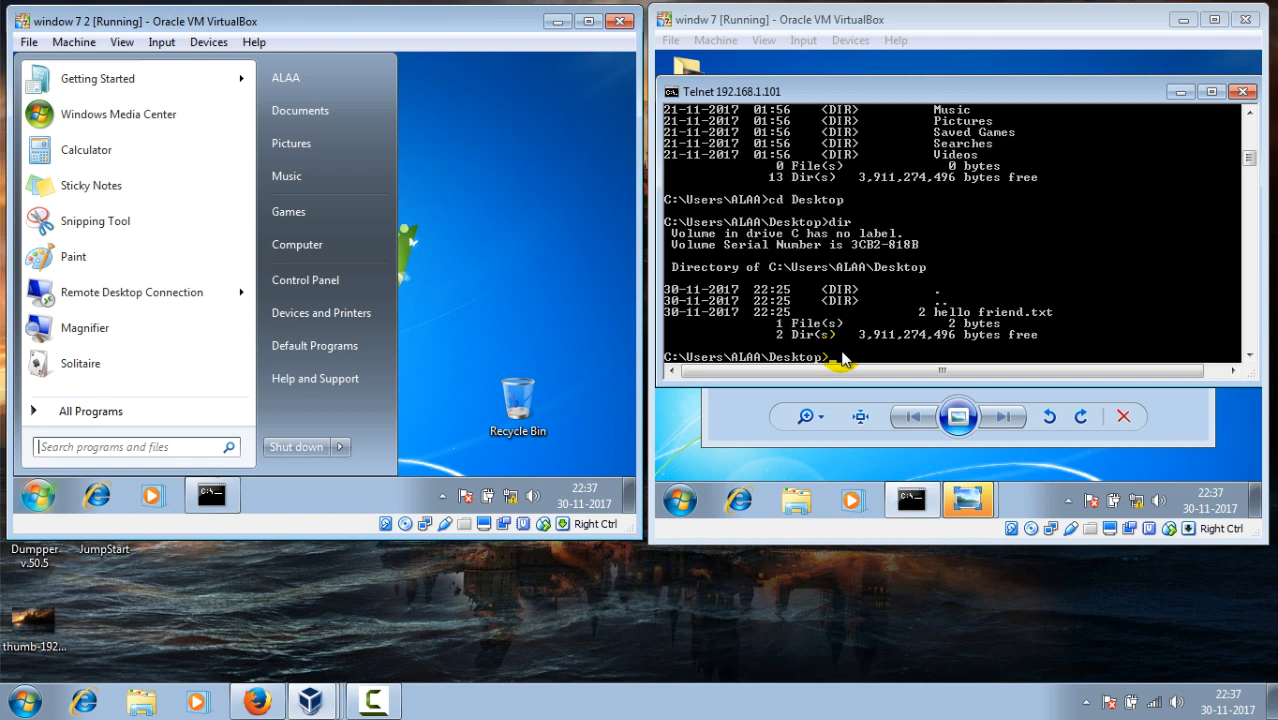 window 7 2 [Running] - Oracle VM VirtualBox
File Machine View Input Devices Help
Getting Started
Windows Media Center
Calculator
Sticky Notes
Snipping Tool
Paint
Remote Desktop Connection
Magnifier
Solitaire
All Programs
Search programs and files
ALAA
Documents
Pictures
Music
Games
Computer
Control Panel
Devices and Printers
Default Programs
Help and Support
Shut down
Recycle Bin
22:37
30-11-2017
Right Ctrl
windw 7 [Running] - Oracle VM VirtualBox
File Machine View Input Devices Help
Telnet 192.168.1.101
21-11-2017 01:56 <DIR> Music
21-11-2017 01:56 <DIR> Pictures
21-11-2017 01:56 <DIR> Saved Games
21-11-2017 01:56 <DIR> Searches
21-11-2017 01:56 <DIR> Videos
0 File(s) 0 bytes
13 Dir(s) 3,911,274,496 bytes free
C:\Users\ALAA>cd Desktop
C:\Users\ALAA\Desktop>dir
Volume in drive C has no label.
Volume Serial Number is 3CB2-818B
Directory of C:\Users\ALAA\Desktop
30-11-2017 22:25 <DIR> .
30-11-2017 22:25 <DIR> ..
30-11-2017 22:25 2 hello friend.txt
1 File(s) 2 bytes
2 Dir(s) 3,911,274,496 bytes free
C:\Users\ALAA\Desktop>_
22:37
30-11-2017
Right Ctrl
Dumpper
v.50.5
JumpStart
thumb-192...
22:37
30-11-2017